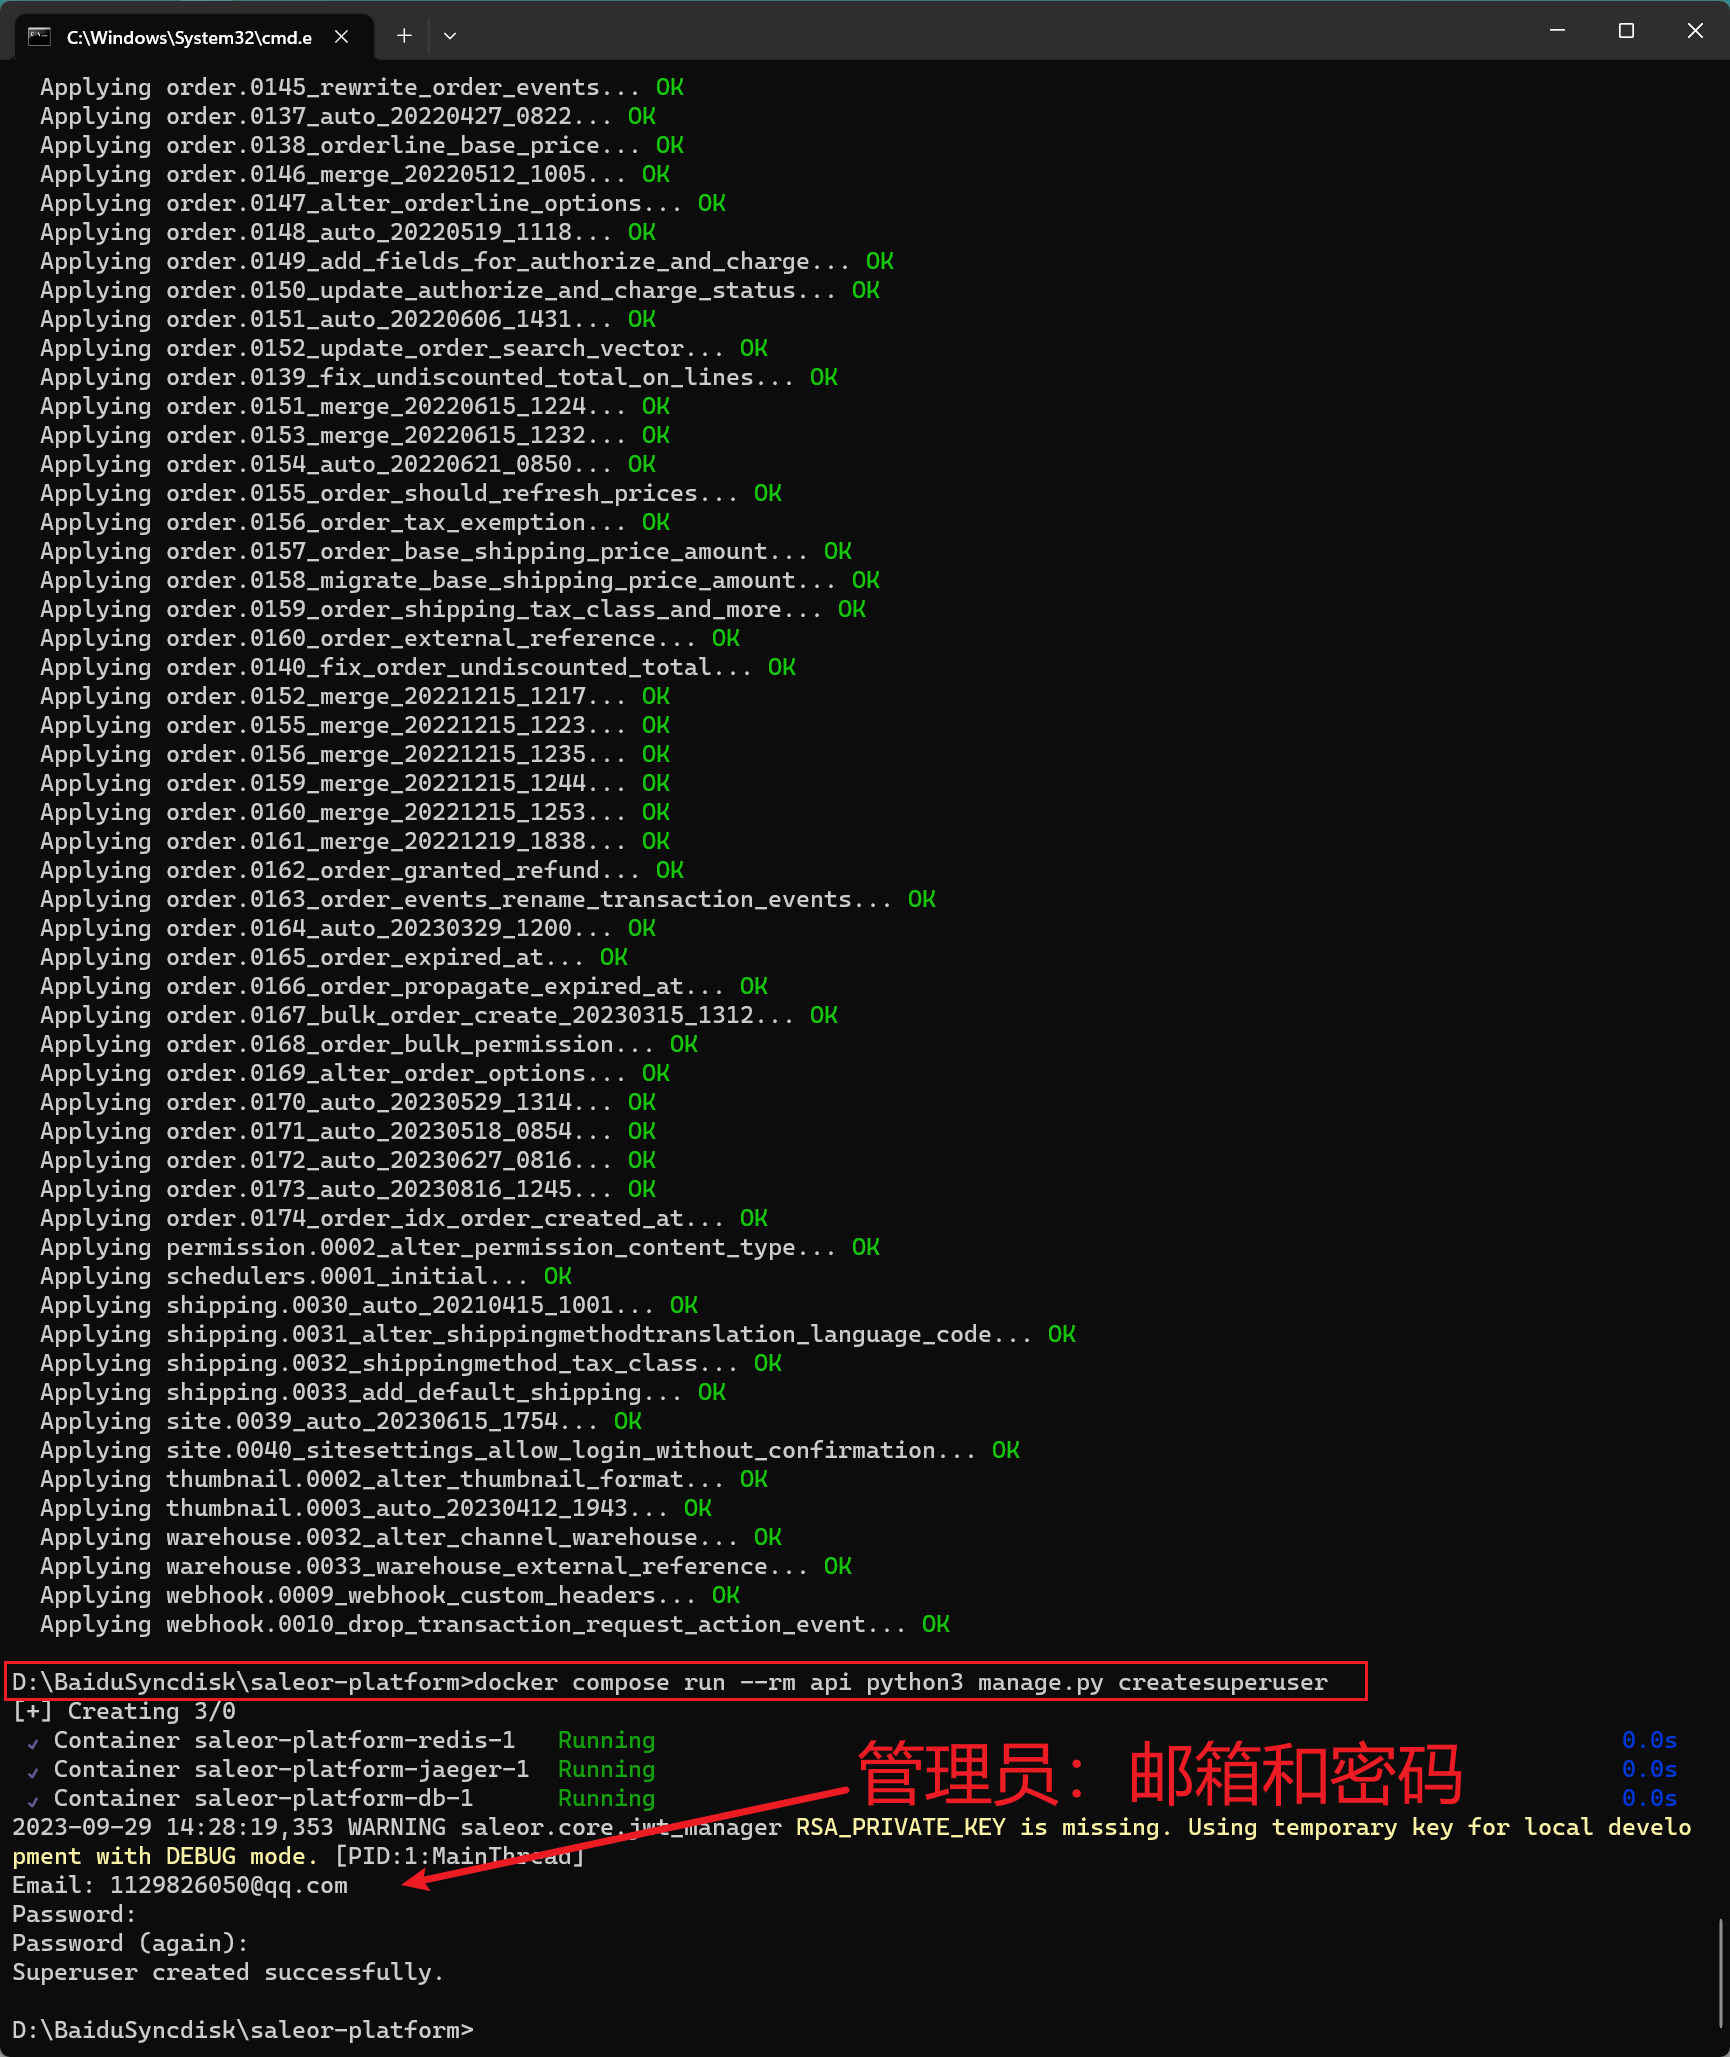 C:\Windows\System32\cmd.e
Applying order.0145_rewrite_order_events... OK
Applying order.0137_auto_20220427_0822... OK
Applying order.0138_orderline_base_price... OK
Applying order.0146_merge_20220512_1005... OK
Applying order.0147_alter_orderline_options... OK
Applying order.0148_auto_20220519_1118... OK
Applying order.0149_add_fields_for_authorize_and_charge... OK
Applying order.0150_update_authorize_and_charge_status... OK
Applying order.0151_auto_20220606_1431... OK
Applying order.0152_update_order_search_vector... OK
Applying order.0139_fix_undiscounted_total_on_lines... OK
Applying order.0151_merge_20220615_1224... OK
Applying order.0153_merge_20220615_1232... OK
Applying order.0154_auto_20220621_0850... OK
Applying order.0155_order_should_refresh_prices... OK
Applying order.0156_order_tax_exemption... OK
Applying order.0157_order_base_shipping_price_amount... OK
Applying order.0158_migrate_base_shipping_price_amount... OK
Applying order.0159_order_shipping_tax_class_and_more... OK
Applying order.0160_order_external_reference... OK
Applying order.0140_fix_order_undiscounted_total... OK
Applying order.0152_merge_20221215_1217... OK
Applying order.0155_merge_20221215_1223... OK
Applying order.0156_merge_20221215_1235... OK
Applying order.0159_merge_20221215_1244... OK
Applying order.0160_merge_20221215_1253... OK
Applying order.0161_merge_20221219_1838... OK
Applying order.0162_order_granted_refund... OK
Applying order.0163_order_events_rename_transaction_events... OK
Applying order.0164_auto_20230329_1200... OK
Applying order.0165_order_expired_at... OK
Applying order.0166_order_propagate_expired_at... OK
Applying order.0167_bulk_order_create_20230315_1312... OK
Applying order.0168_order_bulk_permission... OK
Applying order.0169_alter_order_options... OK
Applying order.0170_auto_20230529_1314... OK
Applying order.0171_auto_20230518_0854... OK
Applying order.0172_auto_20230627_0816... OK
Applying order.0173_auto_20230816_1245... OK
Applying order.0174_order_idx_order_created_at... OK
Applying permission.0002_alter_permission_content_type... OK
Applying schedulers.0001_initial... OK
Applying shipping.0030_auto_20210415_1001... OK
Applying shipping.0031_alter_shippingmethodtranslation_language_code... OK
Applying shipping.0032_shippingmethod_tax_class... OK
Applying shipping.0033_add_default_shipping... OK
Applying site.0039_auto_20230615_1754... OK
Applying site.0040_sitesettings_allow_login_without_confirmation... OK
Applying thumbnail.0002_alter_thumbnail_format... OK
Applying thumbnail.0003_auto_20230412_1943... OK
Applying warehouse.0032_alter_channel_warehouse... OK
Applying warehouse.0033_warehouse_external_reference... OK
Applying webhook.0009_webhook_custom_headers... OK
Applying webhook.0010_drop_transaction_request_action_event... OK
D:\BaiduSyncdisk\saleor-platform>docker compose run --rm api python3 manage.py createsuperuser
[+] Creating 3/0
✔ Container saleor-platform-redis-1 Running 0.0s
✔ Container saleor-platform-jaeger-1 Running 0.0s
✔ Container saleor-platform-db-1 Running 0.0s
管理员：邮箱和密码
2023-09-29 14:28:19,353 WARNING saleor.core.jwt_manager RSA_PRIVATE_KEY is missing. Using temporary key for local develo
pment with DEBUG mode. [PID:1:MainThread]
Email: 1129826050@qq.com
Password:
Password (again):
Superuser created successfully.
D:\BaiduSyncdisk\saleor-platform>